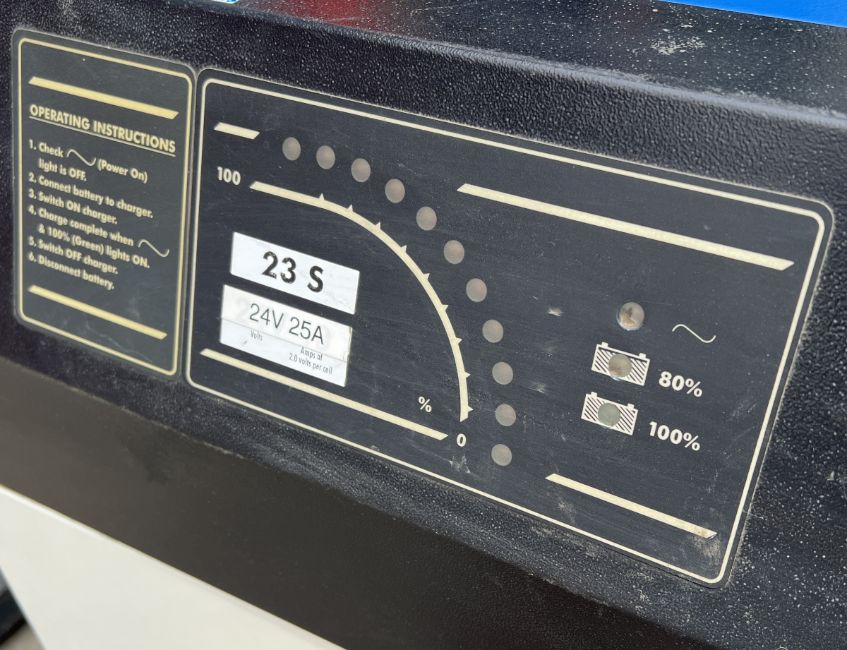 OPERATING INSTRUCTIONS
1. Check (Power On)
light is OFF.
2. Connect battery to charger.
3. Switch ON charger.
4. Charge complete when
& 100% (Green) lights ON.
5. Switch OFF charger.
6. Disconnect battery.
100
23 S
24V 25A
Volts
Amps at
2.0 volts per cell
%
0
80%
100%